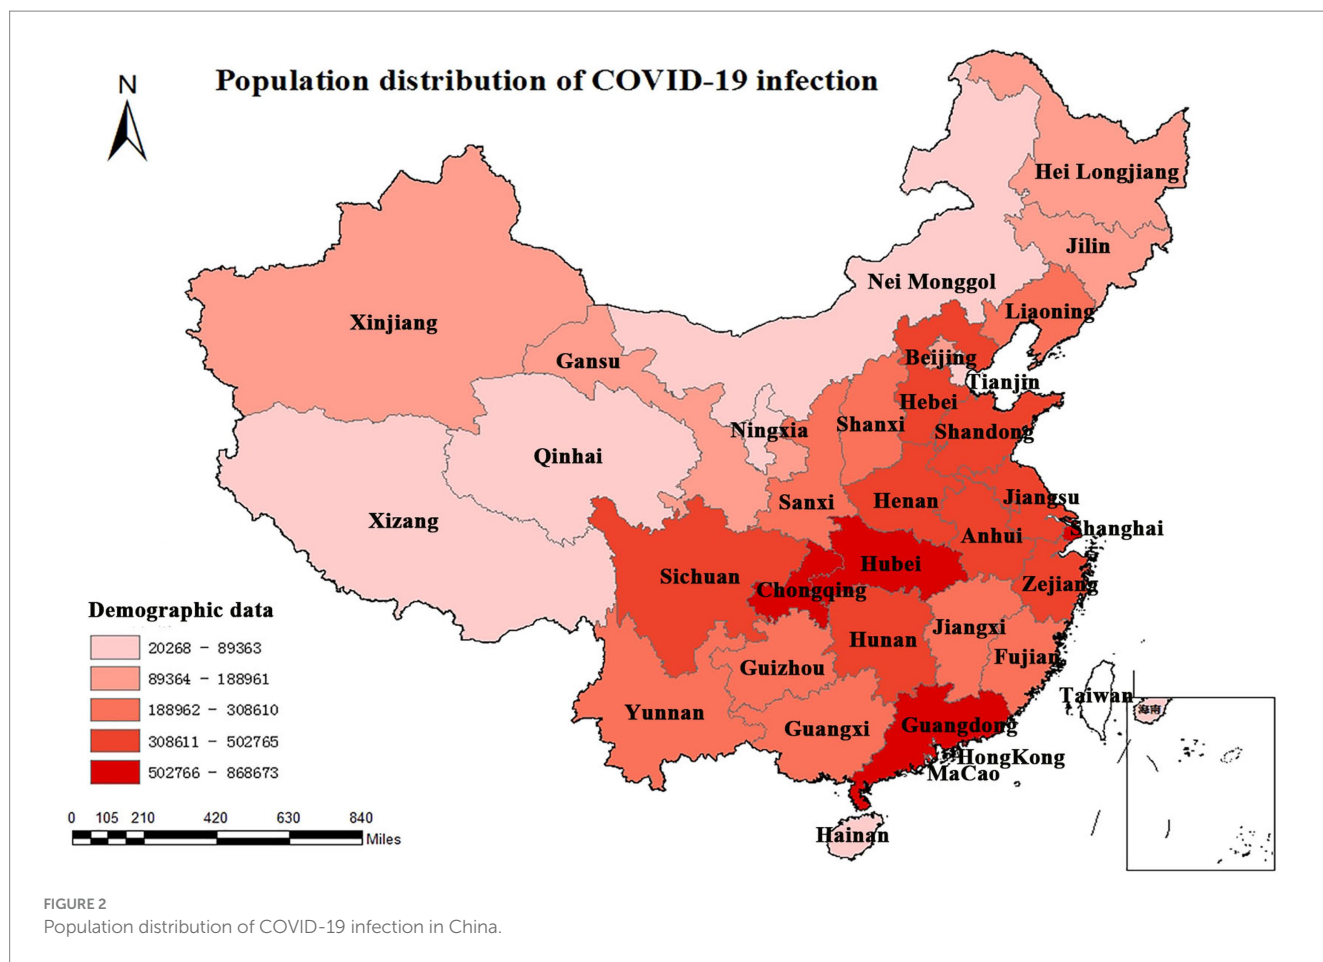 Population distribution of COVID-19 infection
N
Hei Longjiang
Jilin
Nei Monggol
Liaoning
Xinjiang
Beijing
Gansu
Tianjin
Hebei
Ningxia
Shanxi
Shandong
Qinhai
Sanxi
Henan
Jiangsu
Xizang
Anhui
Shanghai
Hubei
Sichuan
Chongqing
Zejiang
Hunan
Jiangxi
Fujian
Guizhou
Taiwan
海南
Yunnan
Guangxi
Guangdong
HongKong
MaCao
Hainan
Demographic data
20268 - 89363
89364 - 188961
188962 - 308610
308611 - 502765
502766 - 868673
0 105 210 420 630 840
Miles
FIGURE 2
Population distribution of COVID-19 infection in China.